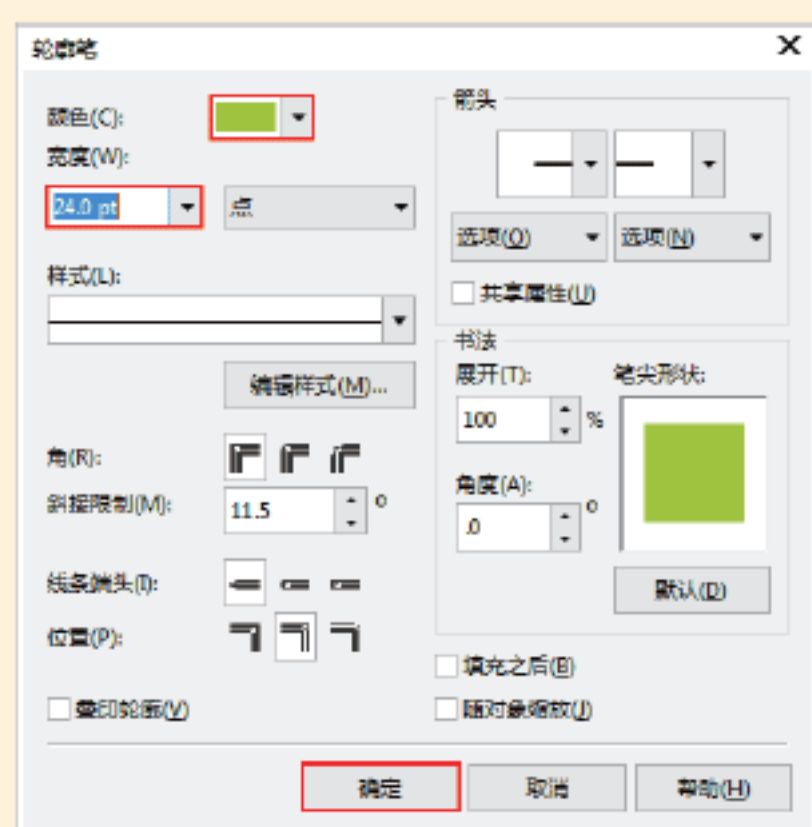 轮廓笔
颜色(C):
宽度(W):
24.0 pt
点
样式(L):
编辑样式(M)...
角(R):
斜接限制(M):
11.5
°
线条端头(T):
位置(P):
叠印轮廓(V)
箭头
选项(O)
选项(N)
共享属性(U)
书法
展开(T):
笔尖形状:
100
%
角度(A):
.0
°
默认(D)
填充之后(B)
随对象缩放(J)
确定
取消
帮助(H)